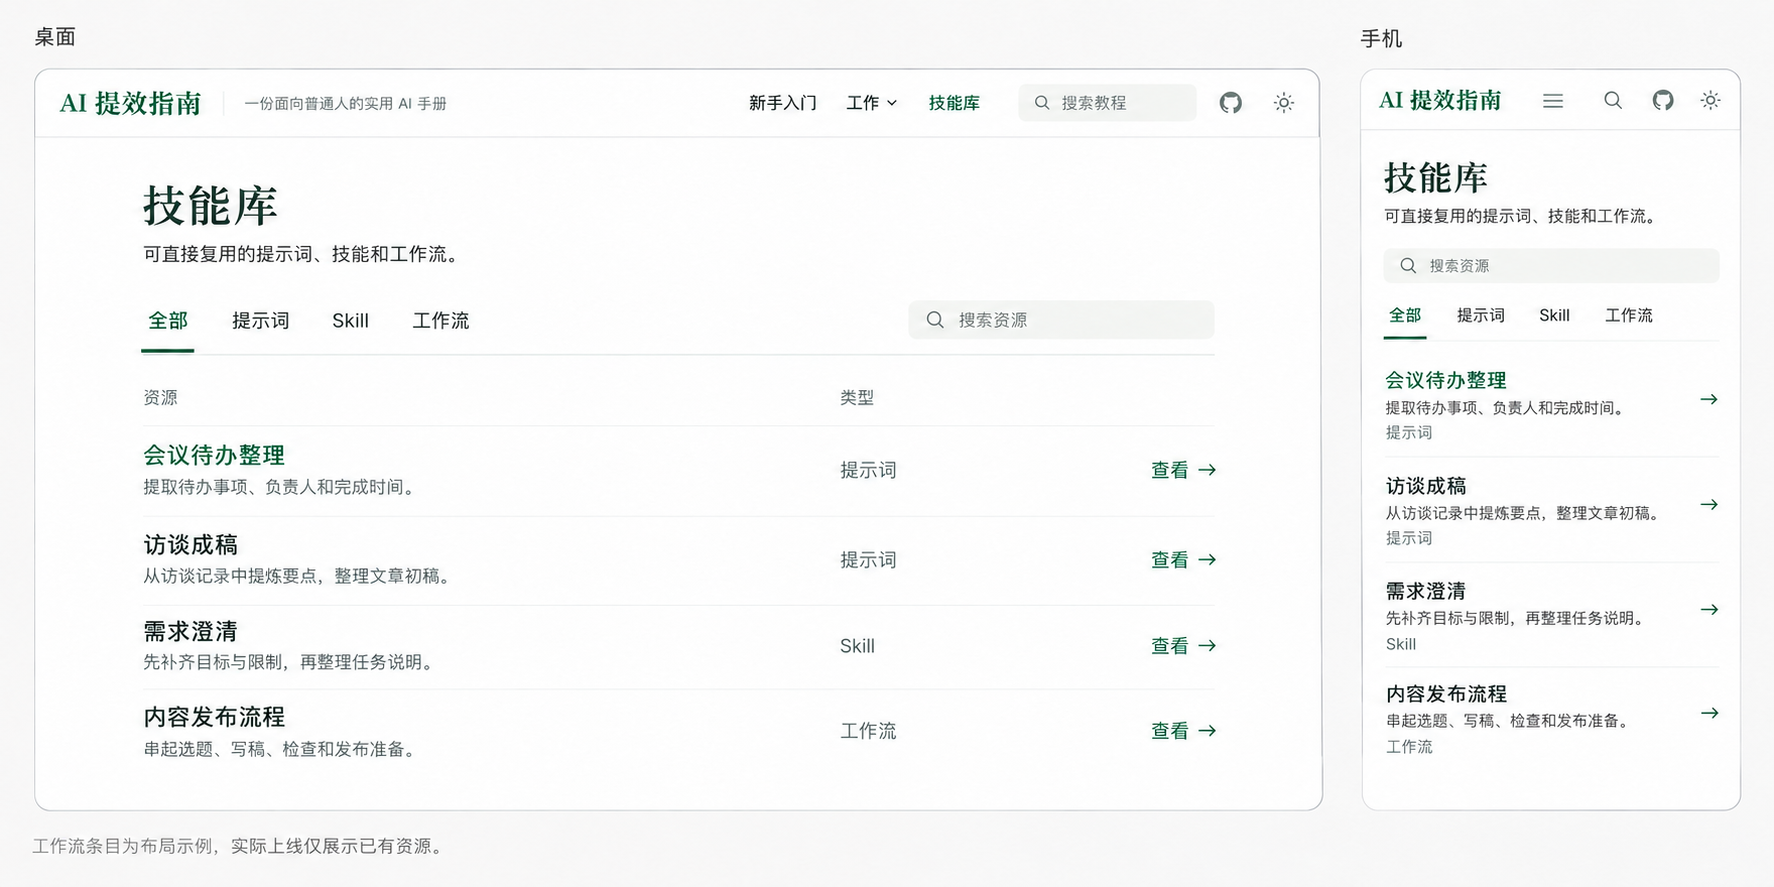 桌面
AI 提效指南
一份面向普通人的实用 AI 手册
新手入门
工作
技能库
搜索教程
技能库
可直接复用的提示词、技能和工作流。
全部
提示词
Skill
工作流
搜索资源
资源
类型
会议待办整理
提取待办事项、负责人和完成时间。
提示词
查看 →
访谈成稿
从访谈记录中提炼要点，整理文章初稿。
提示词
查看 →
需求澄清
先补齐目标与限制，再整理任务说明。
Skill
查看 →
内容发布流程
串起选题、写稿、检查和发布准备。
工作流
查看 →
工作流条目为布局示例，实际上线仅展示已有资源。
手机
AI 提效指南
技能库
可直接复用的提示词、技能和工作流。
搜索资源
全部
提示词
Skill
工作流
会议待办整理
提取待办事项、负责人和完成时间。
提示词
→
访谈成稿
从访谈记录中提炼要点，整理文章初稿。
提示词
→
需求澄清
先补齐目标与限制，再整理任务说明。
Skill
→
内容发布流程
串起选题、写稿、检查和发布准备。
工作流
→